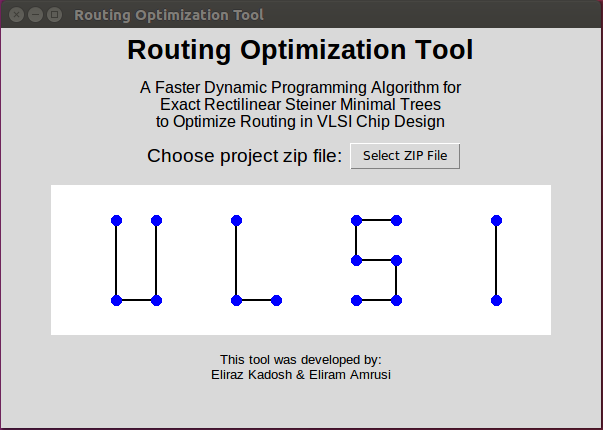 Routing Optimization Tool
Routing Optimization Tool
A Faster Dynamic Programming Algorithm for
Exact Rectilinear Steiner Minimal Trees
to Optimize Routing in VLSI Chip Design
Choose project zip file: Select ZIP File
U L S I
This tool was developed by:
Eliraz Kadosh & Eliram Amrusi